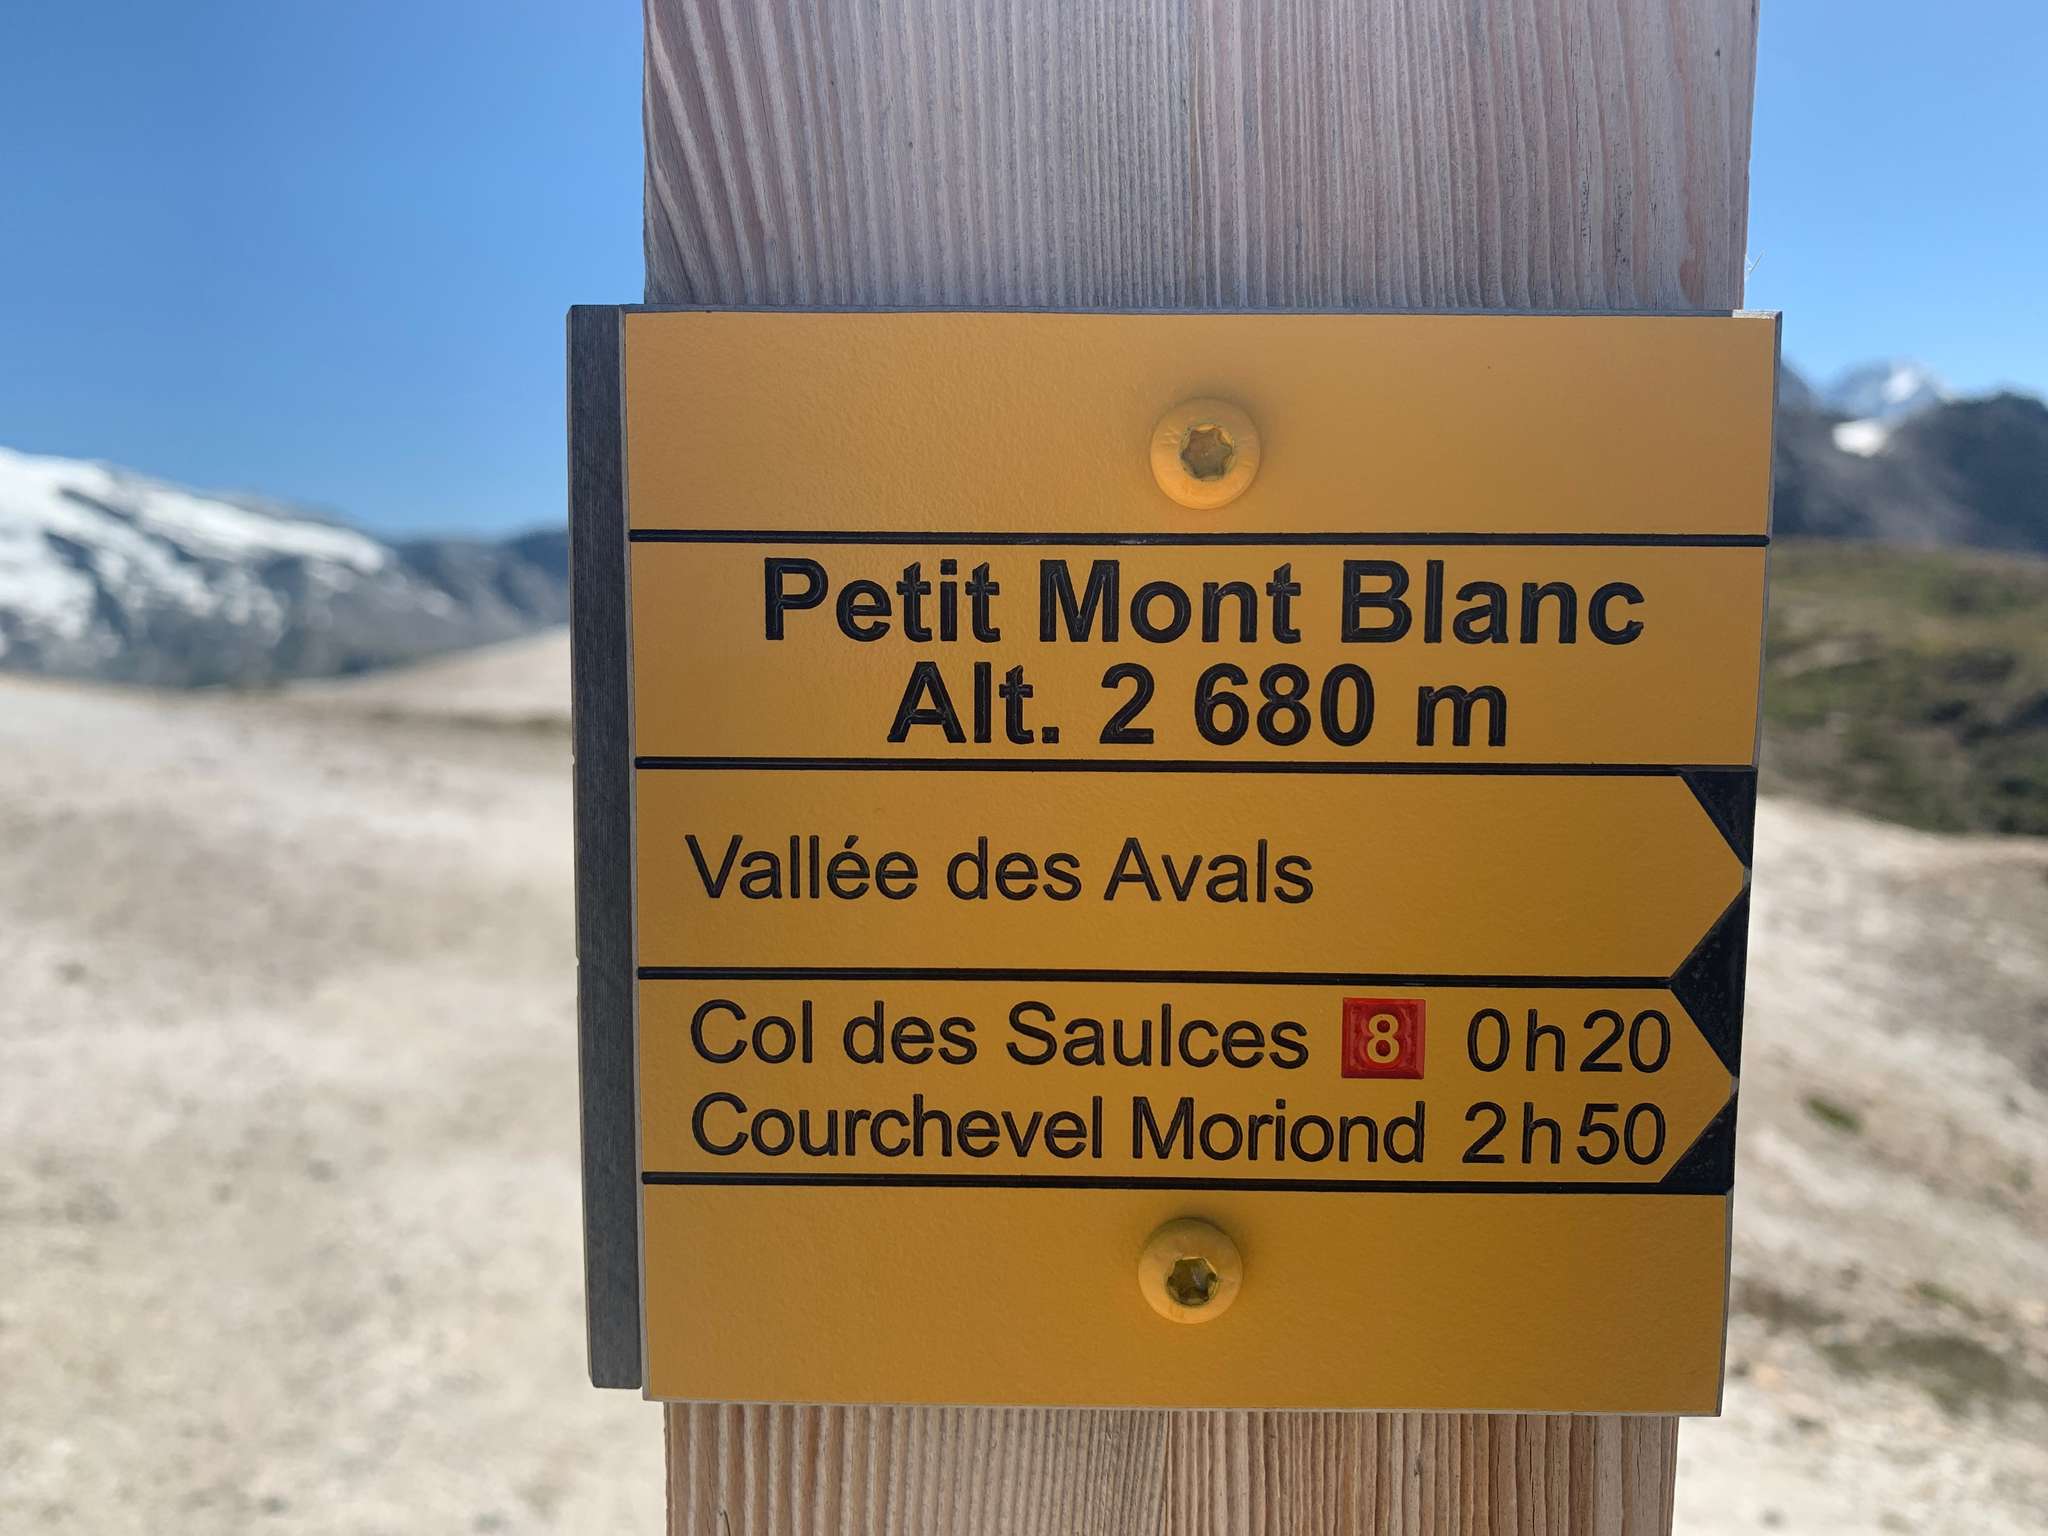 Petit Mont Blanc
Alt. 2 680 m
Vallée des Avals
Col des Saulces 8 0h20
Courchevel Moriond 2h50